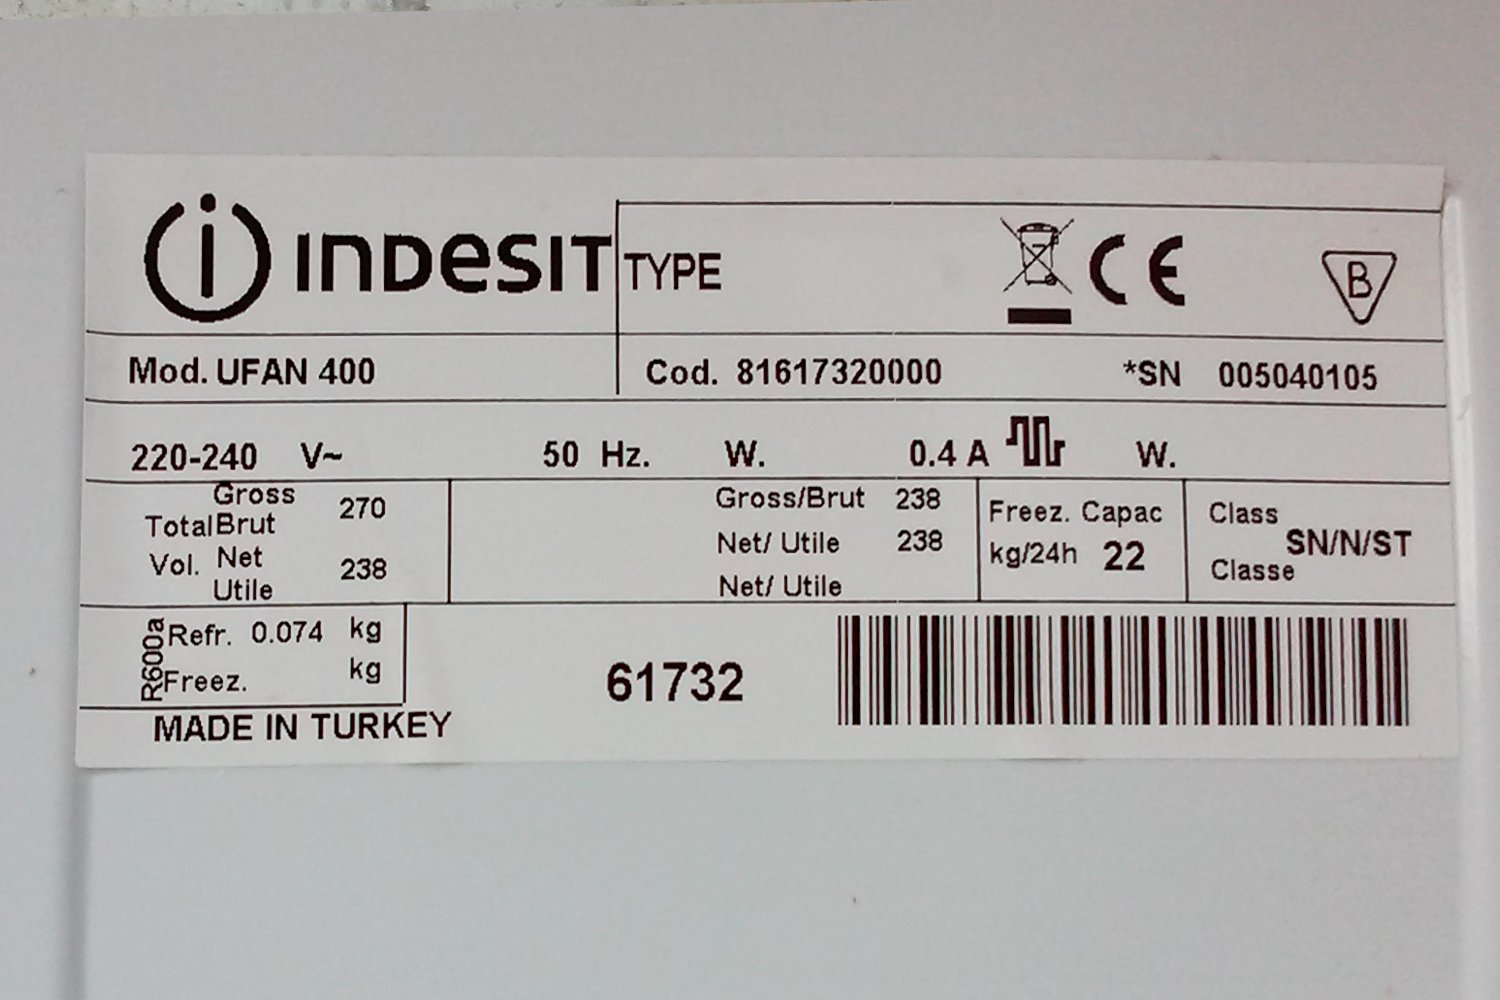 INDESIT TYPE CE B
Mod. UFAN 400 Cod. 81617320000 *SN 005040105
220-240 V~ 50 Hz. W. 0.4 A W.
Total Vol. Gross Brut 270
Net Utile 238
Gross/Brut 238
Net/ Utile 238
Net/ Utile
Freez. Capac
kg/24h 22
Class
SN/N/ST
Classe
R600a
Refr. 0.074 kg
Freez. kg
61732
MADE IN TURKEY